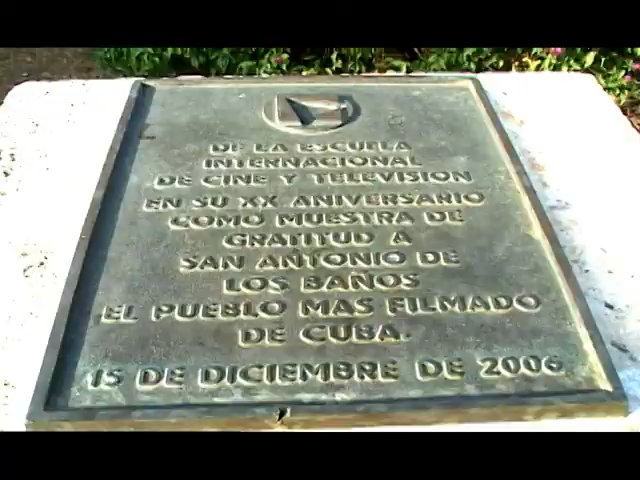 DE LA ESCUELA
INTERNACIONAL
DE CINE Y TELEVISION
EN SU XX ANIVERSARIO
COMO MUESTRA DE
GRATITUD A
SAN ANTONIO DE
LOS BAÑOS
EL PUEBLO MAS FILMADO
DE CUBA.
15 DE DICIEMBRE DE 2006